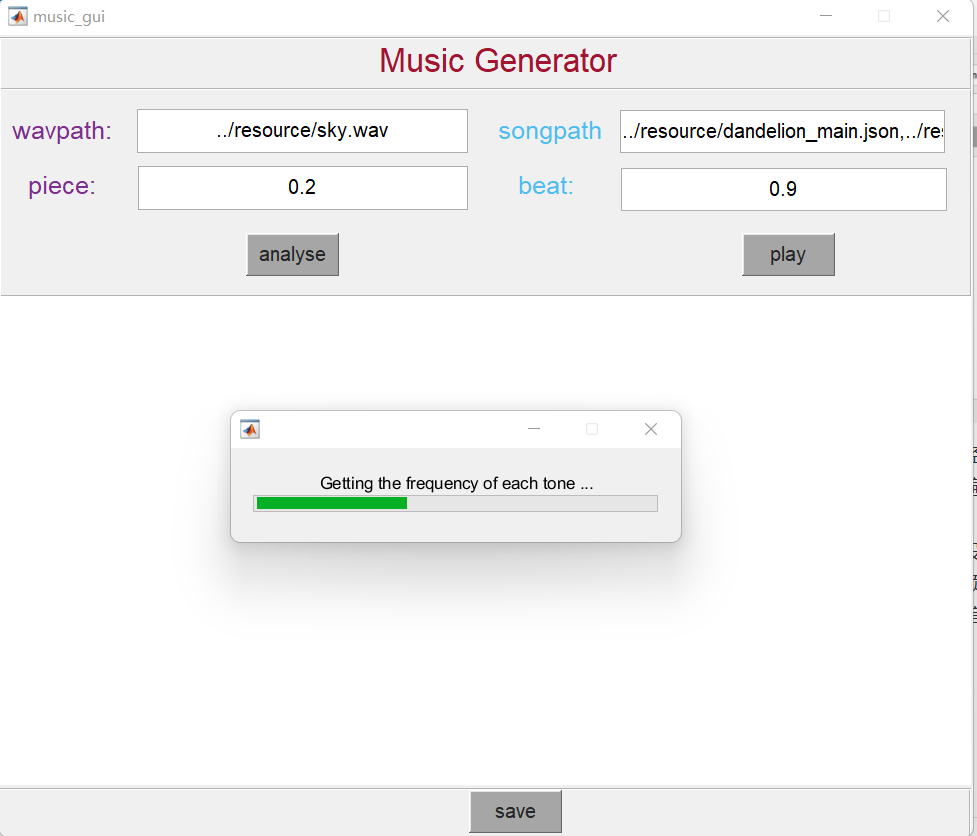 music_gui
Music Generator
wavpath: ../resource/sky.wav songpath ../resource/dandelion_main.json,../res
piece: 0.2 beat: 0.9
analyse play
Getting the frequency of each tone ...
save